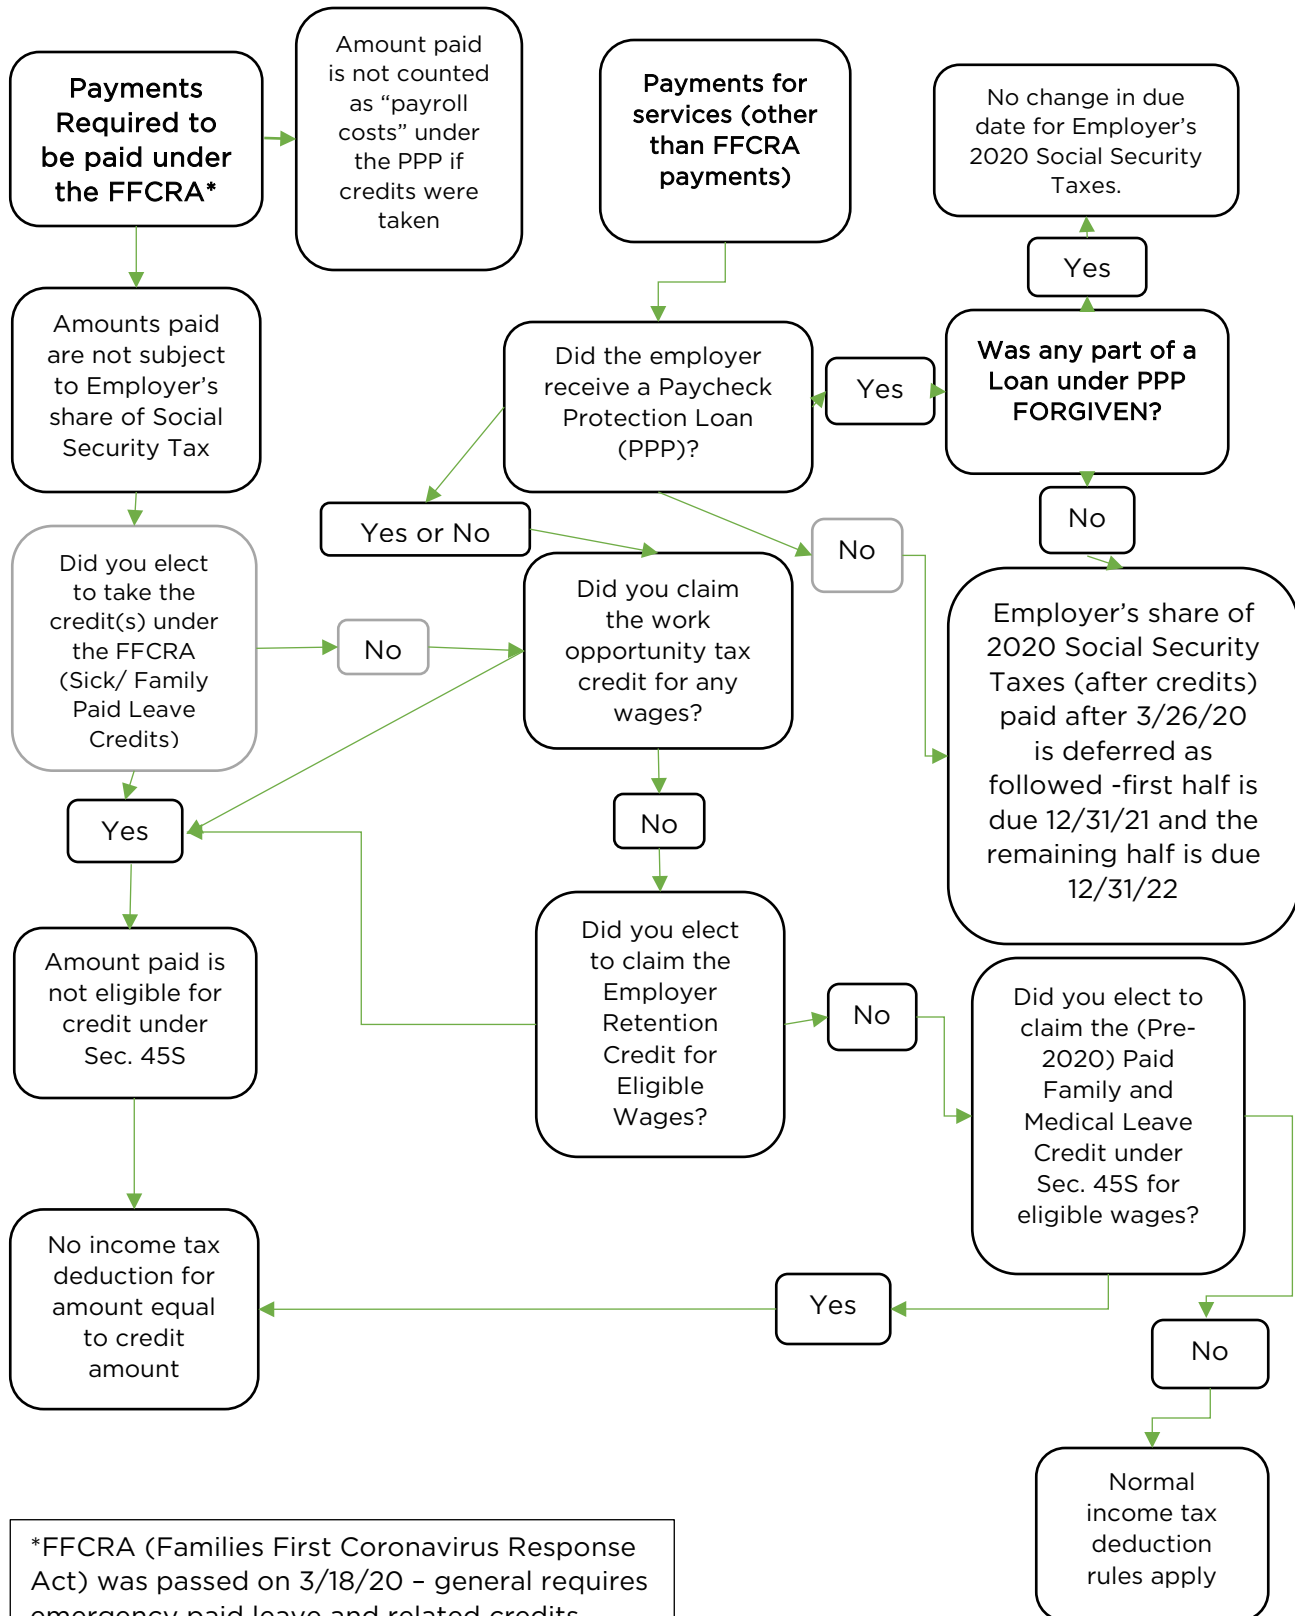 Payments
Required to
be paid under
the FFCRA*
Amount paid
is not counted
as “payroll
costs” under
the PPP if
credits were
taken
Payments for
services (other
than FFCRA
payments)
No change in due
date for Employer’s
2020 Social Security
Taxes.
Yes
Amounts paid
are not subject
to Employer’s
share of Social
Security Tax
Did the employer
receive a Paycheck
Protection Loan
(PPP)?
Yes
Was any part of a
Loan under PPP
FORGIVEN?
Yes or No
No
No
Did you elect
to take the
credit(s) under
the FFCRA
(Sick/ Family
Paid Leave
Credits)
No
Did you claim
the work
opportunity tax
credit for any
wages?
Employer’s share of
2020 Social Security
Taxes (after credits)
paid after 3/26/20
is deferred as
followed -first half is
due 12/31/21 and the
remaining half is due
12/31/22
Yes
No
Amount paid is
not eligible for
credit under
Sec. 45S
Did you elect
to claim the
Employer
Retention
Credit for
Eligible
Wages?
No
Did you elect to
claim the (Pre-
2020) Paid
Family and
Medical Leave
Credit under
Sec. 45S for
eligible wages?
No income tax
deduction for
amount equal
to credit
amount
Yes
No
Normal
income tax
deduction
rules apply
*FFCRA (Families First Coronavirus Response
Act) was passed on 3/18/20 – general requires
emergency paid leave and related credits